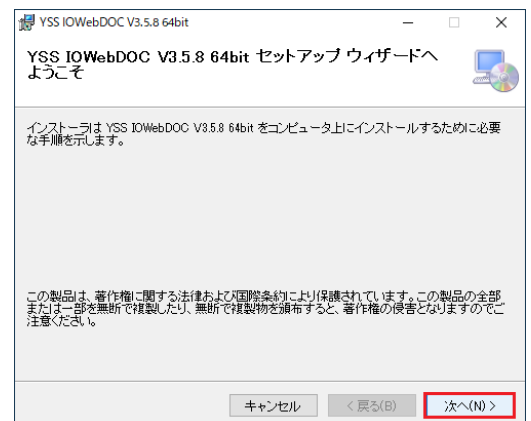 YSS IOWebDOC V3.5.8 64bit
YSS IOWebDOC V3.5.8 64bit セットアップ ウィザードへ
ようこそ
インストーラは YSS IOWebDOC V3.5.8 64bit をコンピュータ上にインストールするために必要
な手順を示します。
この製品は、著作権に関する法律および国際条約により保護されています。この製品の全部
または一部を無断で複製したり、無断で複製物を頒布すると、著作権の侵害となりますのでご
注意ください。
キャンセル
< 戻る(B)
次へ(N) >